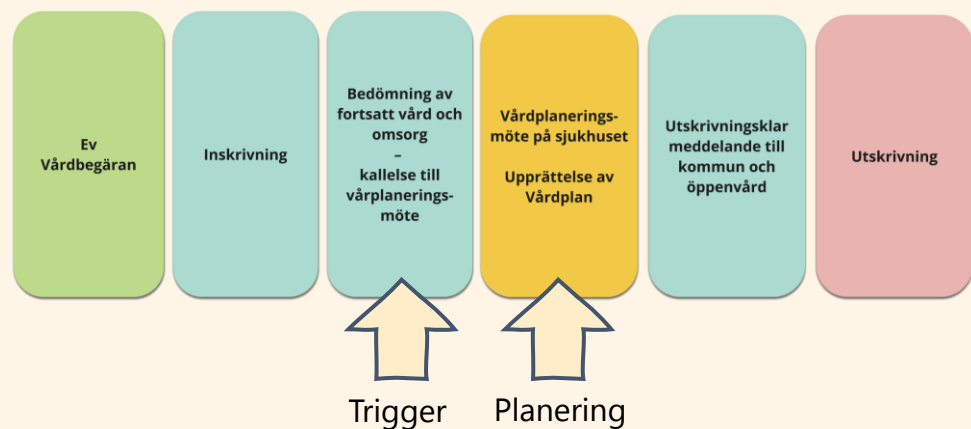 Ev
Vårdbegäran
Inskrivning
Bedömning av
fortsatt vård och
omsorg
–
kallelse till
vårplanerings-
möte
Vårdplanerings-
möte på sjukhuset
Upprättelse av
Vårdplan
Utskrivningsklar
meddelande till
kommun och
öppenvård
Utskrivning
Trigger
Planering